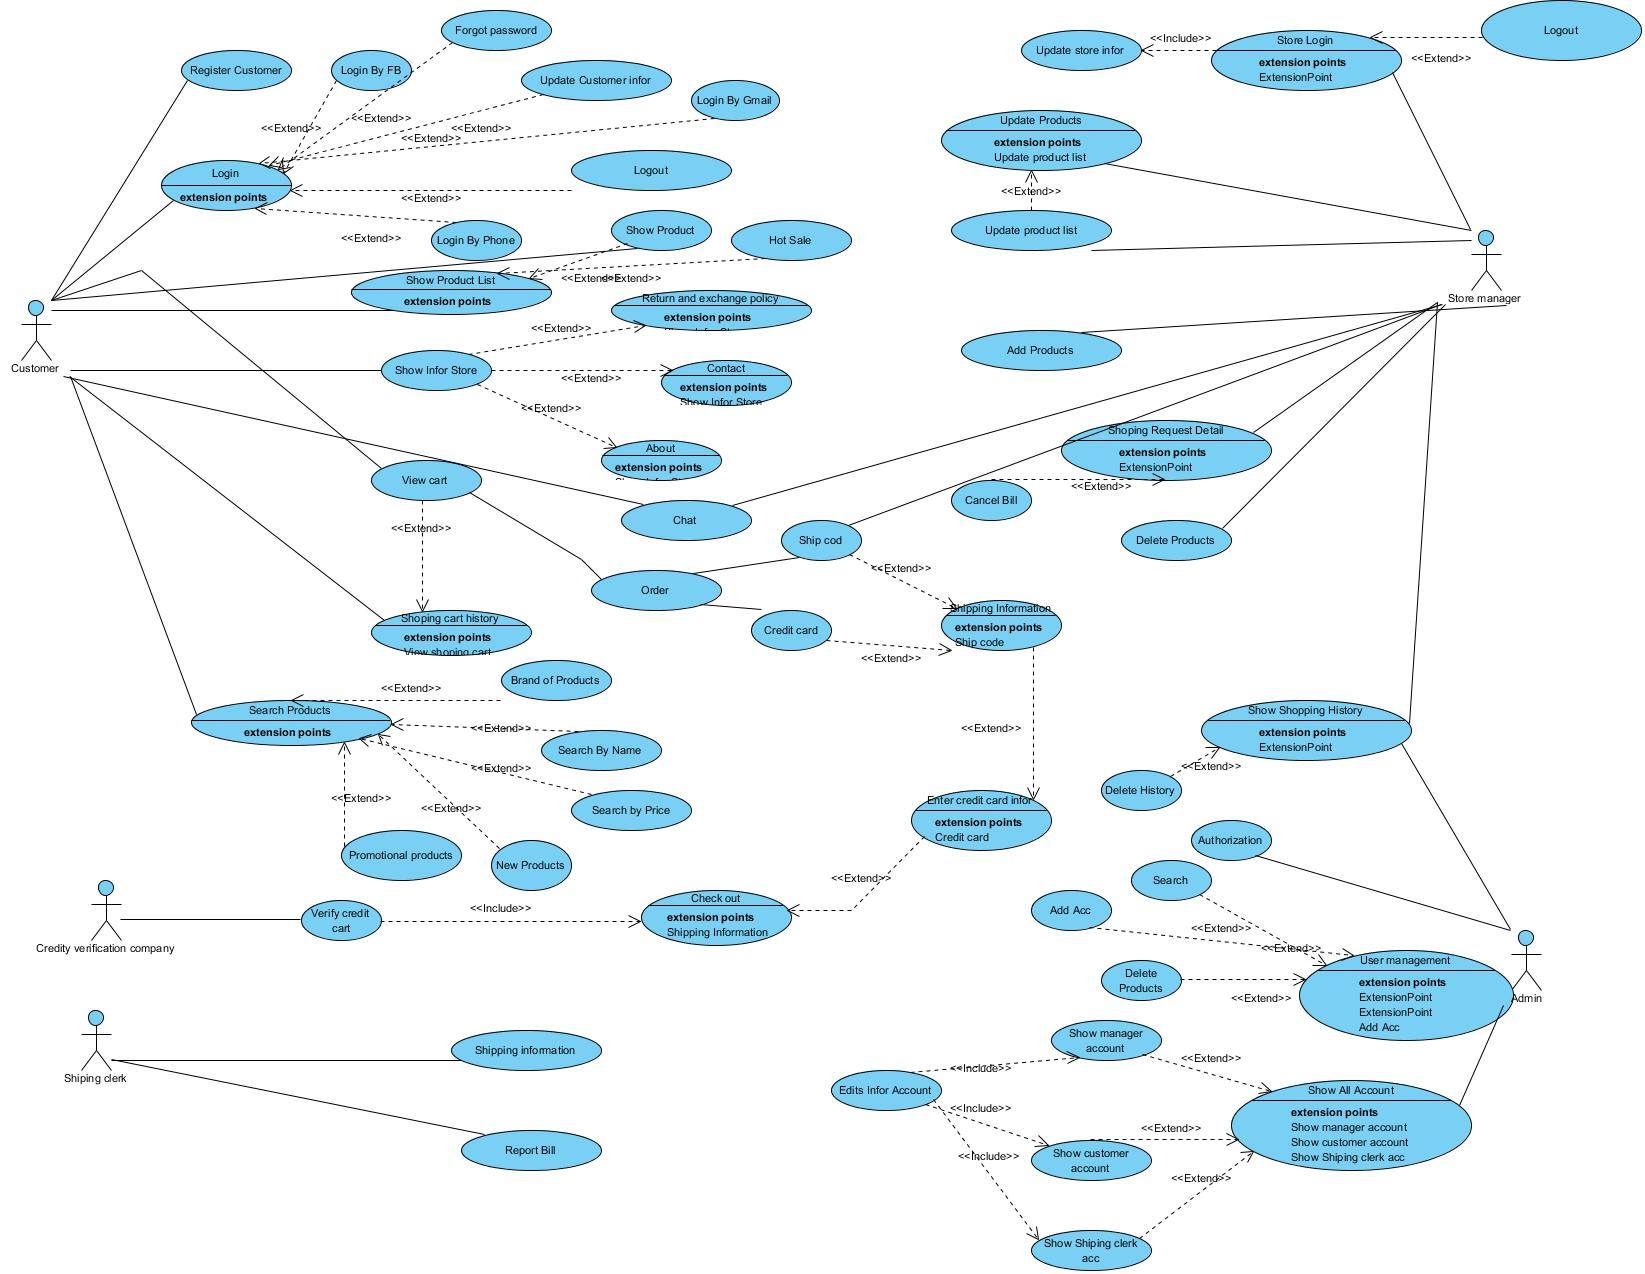 Forgot password
Register Customer
Login By FB
Update Customer infor
Login By Gmail
<<Extend>>
<<Extend>>
<<Extend>>
<<Extend>>
Login
extension points
Logout
<<Extend>>
Login By Phone
<<Extend>>
Show Product
Hot Sale
<<Extend>>
<<Extend>>
Show Product List
extension points
Return and exchange policy
extension points
Show Infor Store
<<Extend>>
Customer
Show Infor Store
<<Extend>>
Contact
extension points
Show Infor Store
<<Extend>>
About
extension points
View cart
<<Extend>>
Chat
Order
Ship cod
<<Extend>>
Credit card
<<Extend>>
Shipping Information
extension points
Ship code
<<Extend>>
Shoping cart history
extension points
View shoping cart
Brand of Products
<<Extend>>
Search Products
extension points
<<Extend>>
Search By Name
<<Extend>>
Search by Price
<<Extend>>
<<Extend>>
Promotional products
New Products
Enter credit card infor
extension points
Credit card
<<Extend>>
Credity verification company
Verify credit
cart
<<Include>>
Check out
extension points
Shipping Information
Shiping clerk
Shipping information
Report Bill
Update store infor
<<Include>>
Store Login
extension points
ExtensionPoint
<<Extend>>
Logout
Update Products
extension points
Update product list
<<Extend>>
Update product list
Store manager
Add Products
Shoping Request Detail
extension points
ExtensionPoint
<<Extend>>
Cancel Bill
Delete Products
Show Shopping History
extension points
ExtensionPoint
<<Extend>>
Delete History
Authorization
Search
Add Acc
<<Extend>>
<<Extend>>
Delete
Products
<<Extend>>
User management
extension points
ExtensionPoint
ExtensionPoint
Add Acc
Admin
Show manager
account
<<Extend>>
<<Include>>
Edits Infor Account
<<Include>>
<<Include>>
Show customer
account
<<Extend>>
Show All Account
extension points
Show manager account
Show customer account
Show Shiping clerk acc
<<Extend>>
Show Shiping clerk
acc